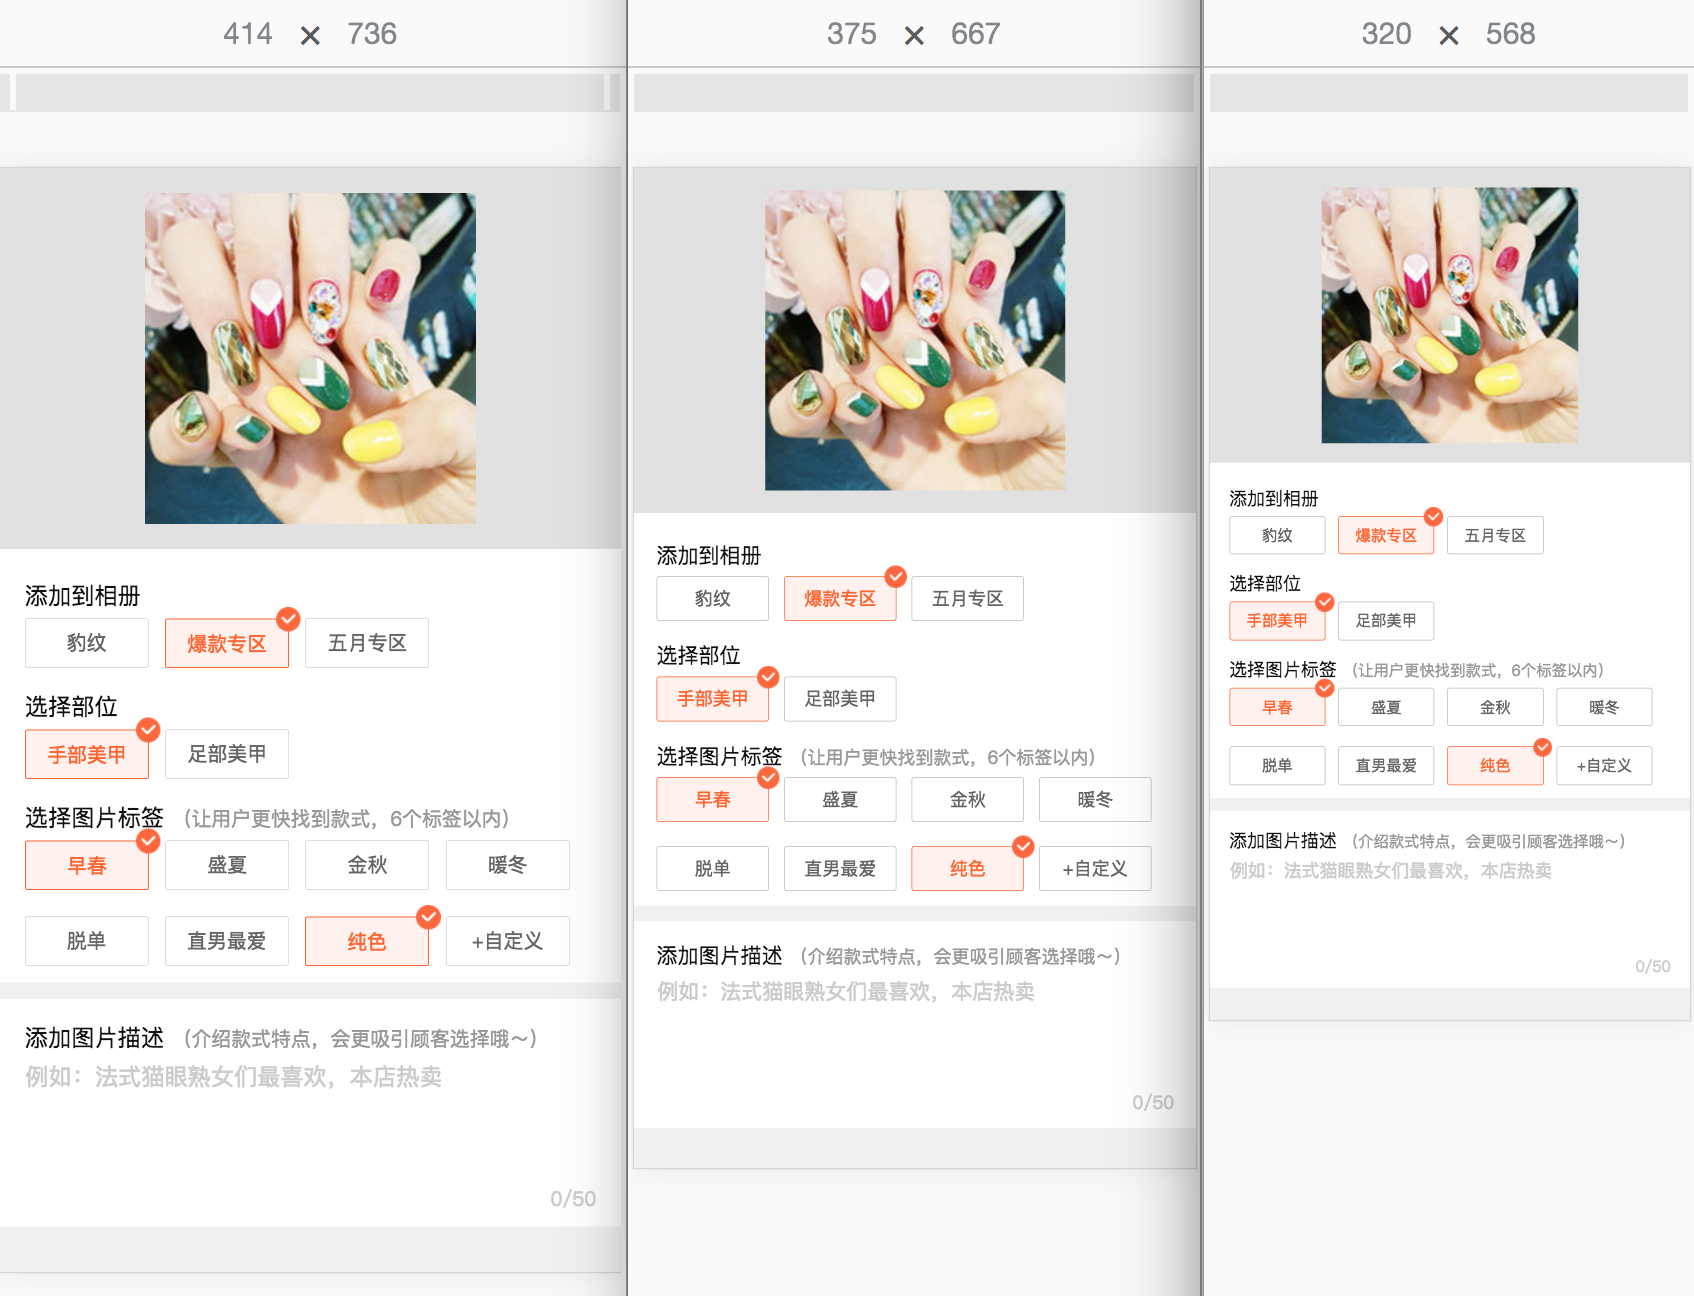 414 × 736
添加到相册
豹纹 爆款专区 五月专区
选择部位
手部美甲 足部美甲
选择图片标签 （让用户更快找到款式，6个标签以内）
早春 盛夏 金秋 暖冬
脱单 直男最爱 纯色 +自定义
添加图片描述 （介绍款式特点，会更吸引顾客选择哦～）
例如：法式猫眼熟女们最喜欢，本店热卖
0/50
375 × 667
添加到相册
豹纹 爆款专区 五月专区
选择部位
手部美甲 足部美甲
选择图片标签 （让用户更快找到款式，6个标签以内）
早春 盛夏 金秋 暖冬
脱单 直男最爱 纯色 +自定义
添加图片描述 （介绍款式特点，会更吸引顾客选择哦～）
例如：法式猫眼熟女们最喜欢，本店热卖
0/50
320 × 568
添加到相册
豹纹 爆款专区 五月专区
选择部位
手部美甲 足部美甲
选择图片标签 （让用户更快找到款式，6个标签以内）
早春 盛夏 金秋 暖冬
脱单 直男最爱 纯色 +自定义
添加图片描述 （介绍款式特点，会更吸引顾客选择哦～）
例如：法式猫眼熟女们最喜欢，本店热卖
0/50